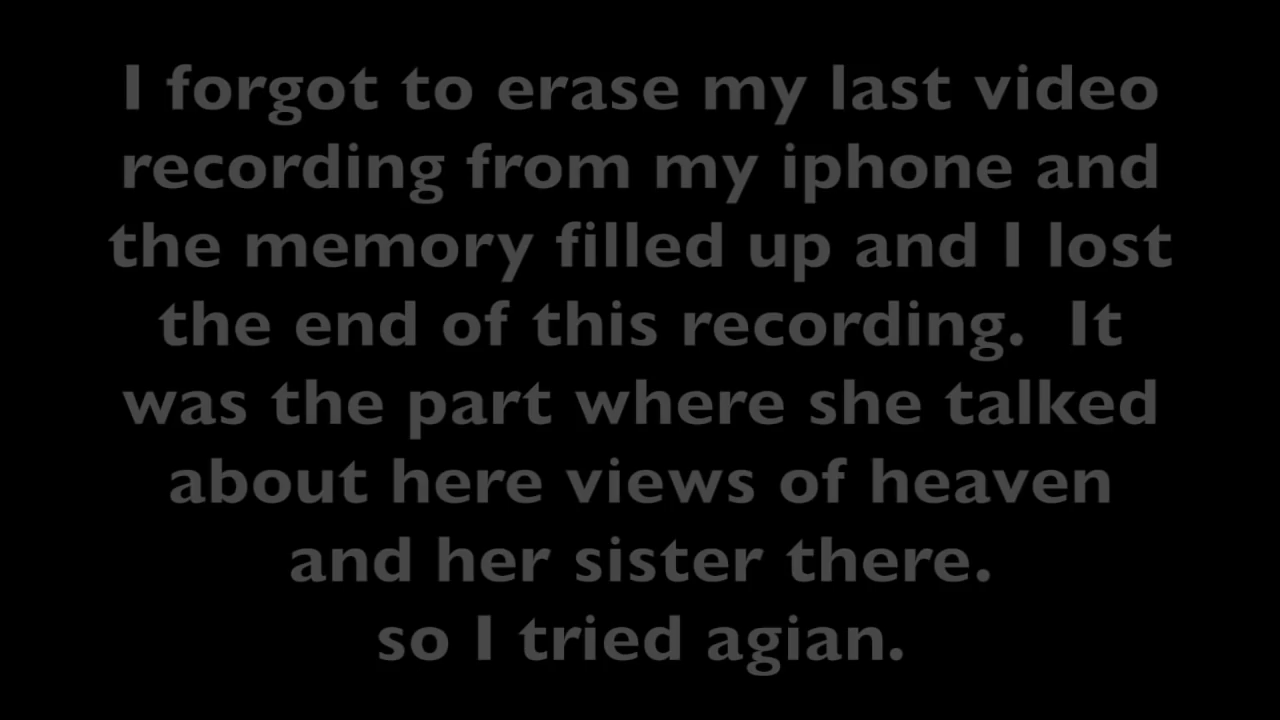 I forgot to erase my last video
recording from my iphone and
the memory filled up and I lost
the end of this recording.  It
was the part where she talked
about here views of heaven
and her sister there.
so I tried agian.